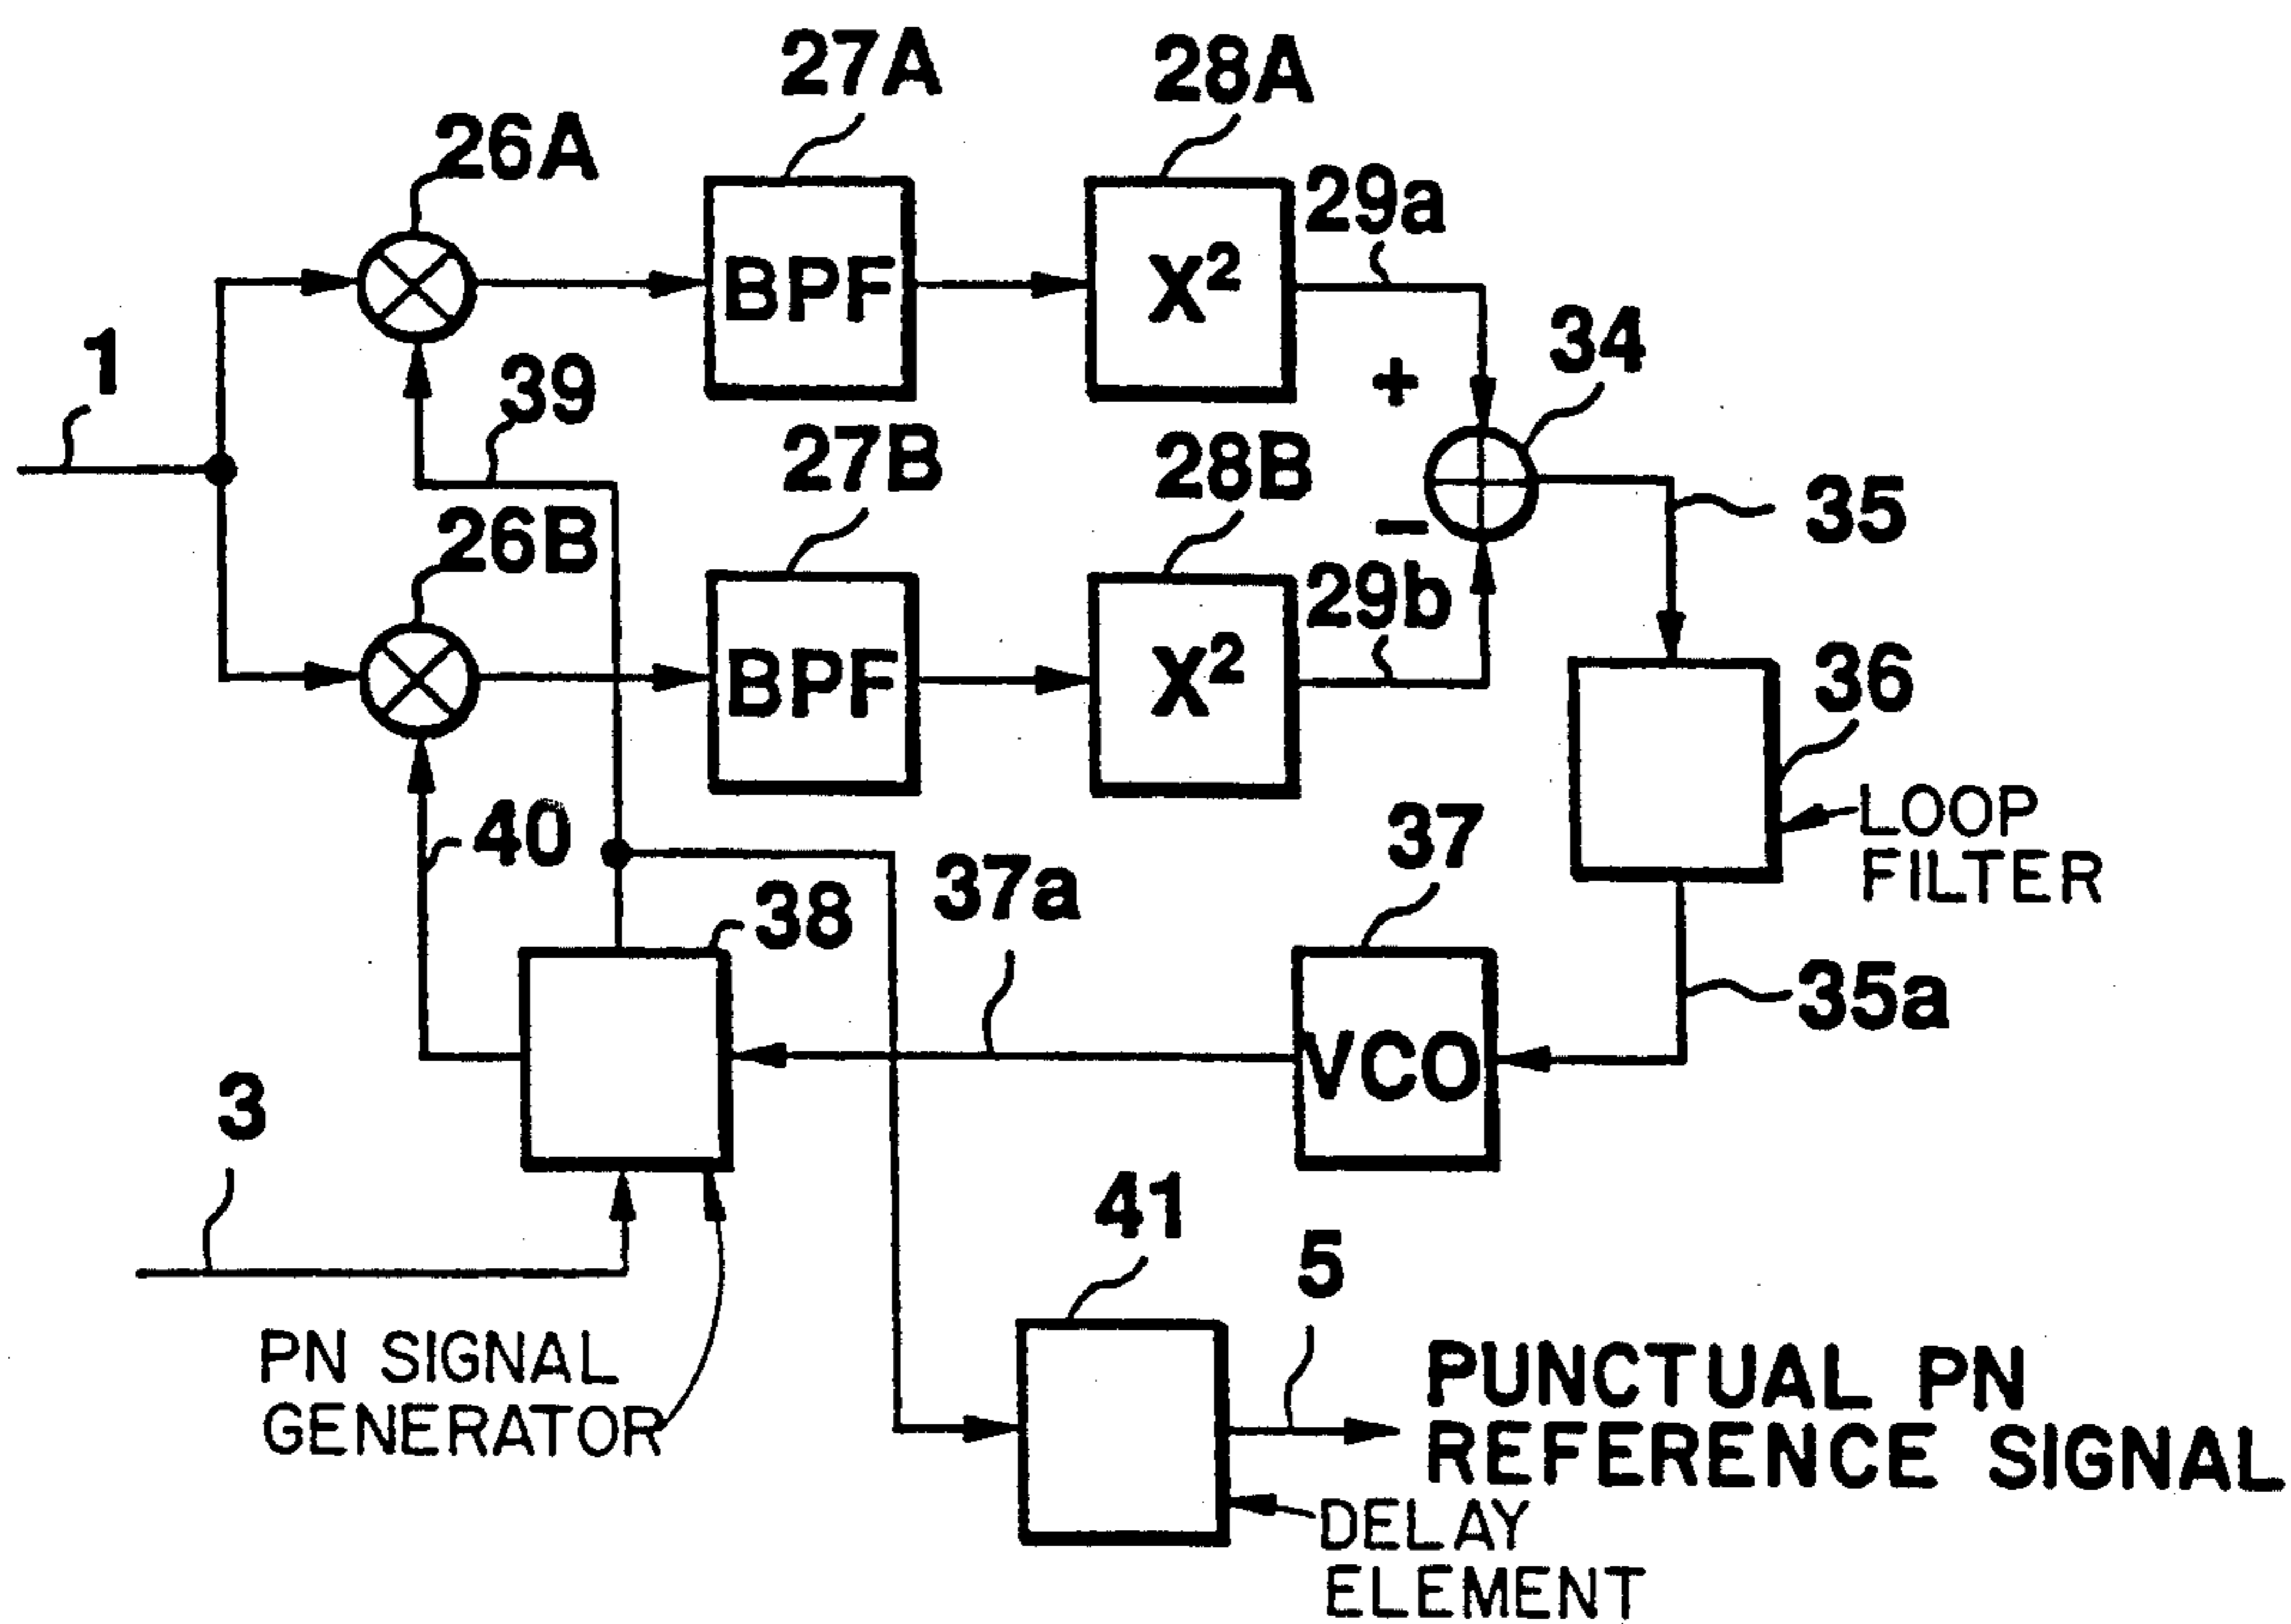 27A
28A
26A
29a
BPF
X²
34
1
39
+
27B
28B
35
26B
−
29b
BPF
X²
36
40
37
LOOP
FILTER
37a
38
35a
VCO
3
41
5
PN SIGNAL
GENERATOR
PUNCTUAL PN
REFERENCE SIGNAL
DELAY
ELEMENT